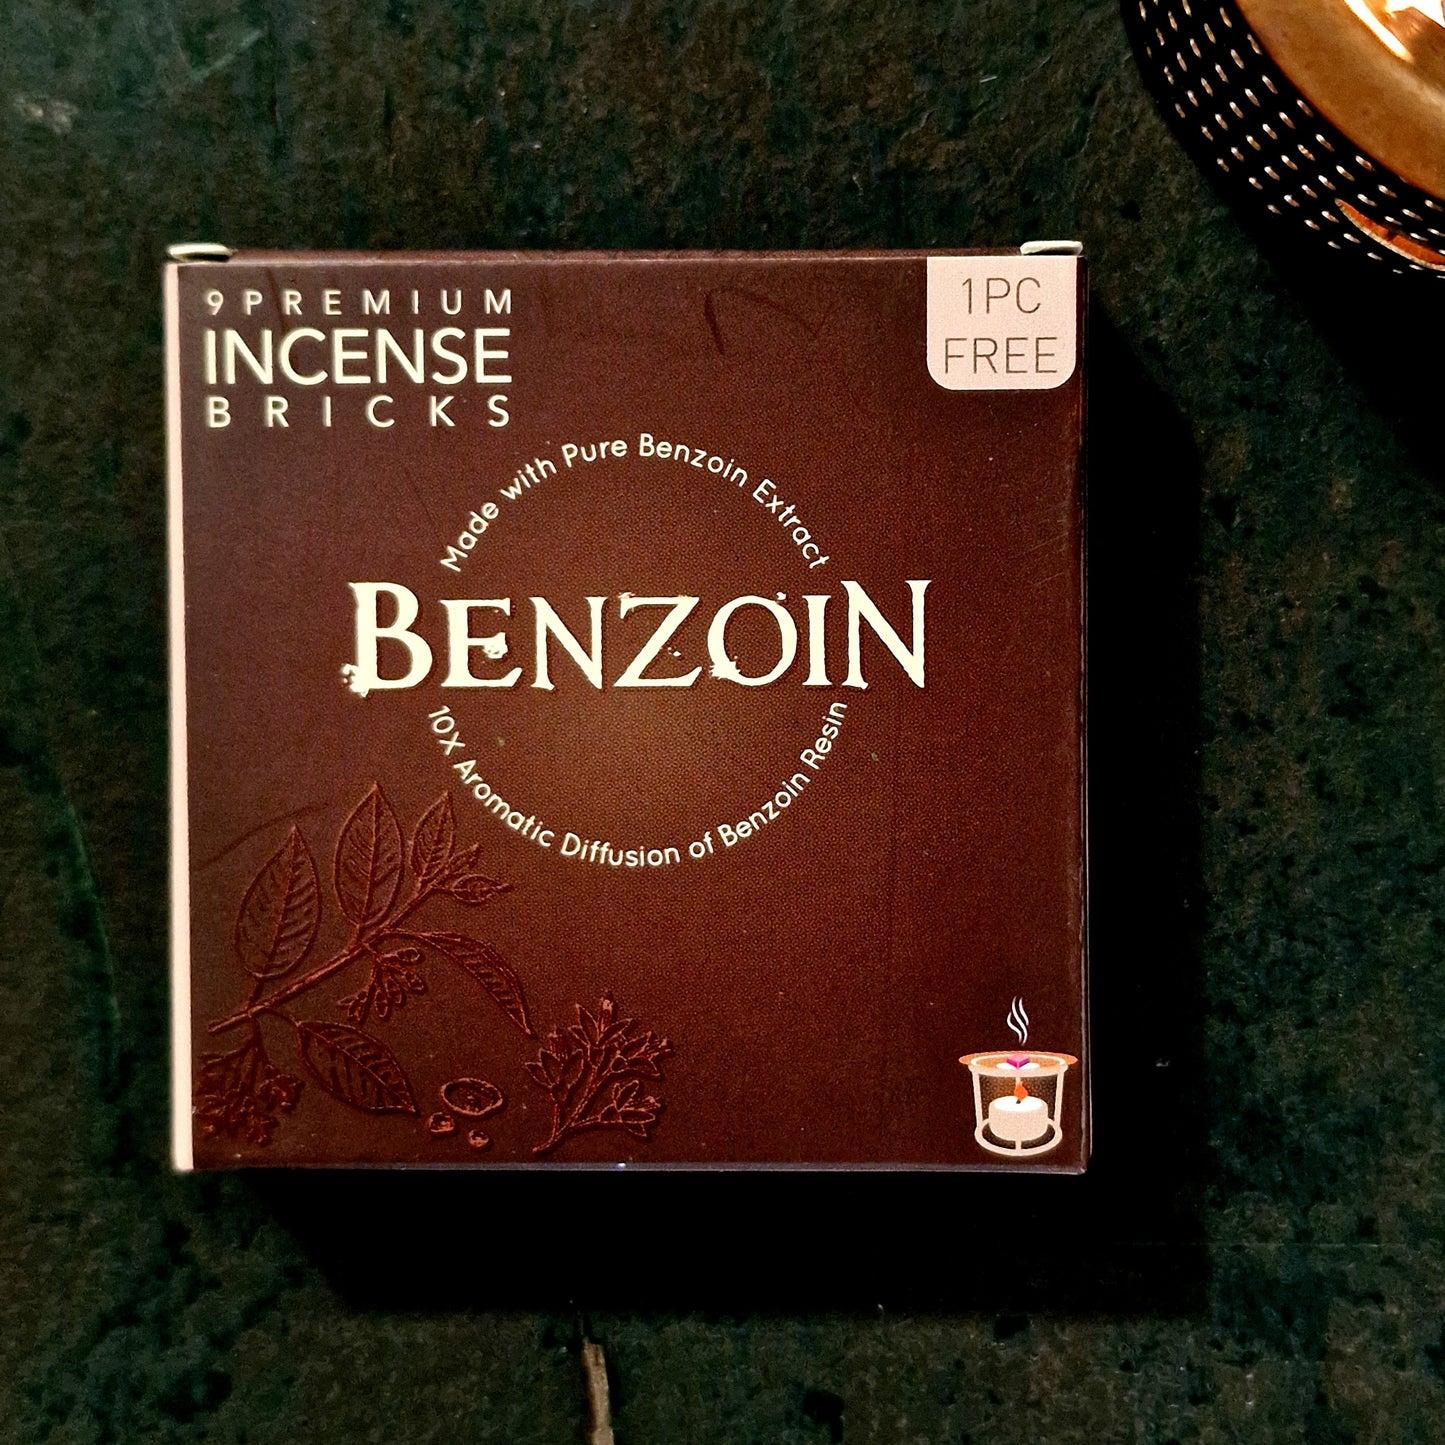 9 PREMIUM
INCENSE
BRICKS
1PC
FREE
Made with Pure Benzoin Extract
BENZOIN
10X Aromatic Diffusion of Benzoin Resin